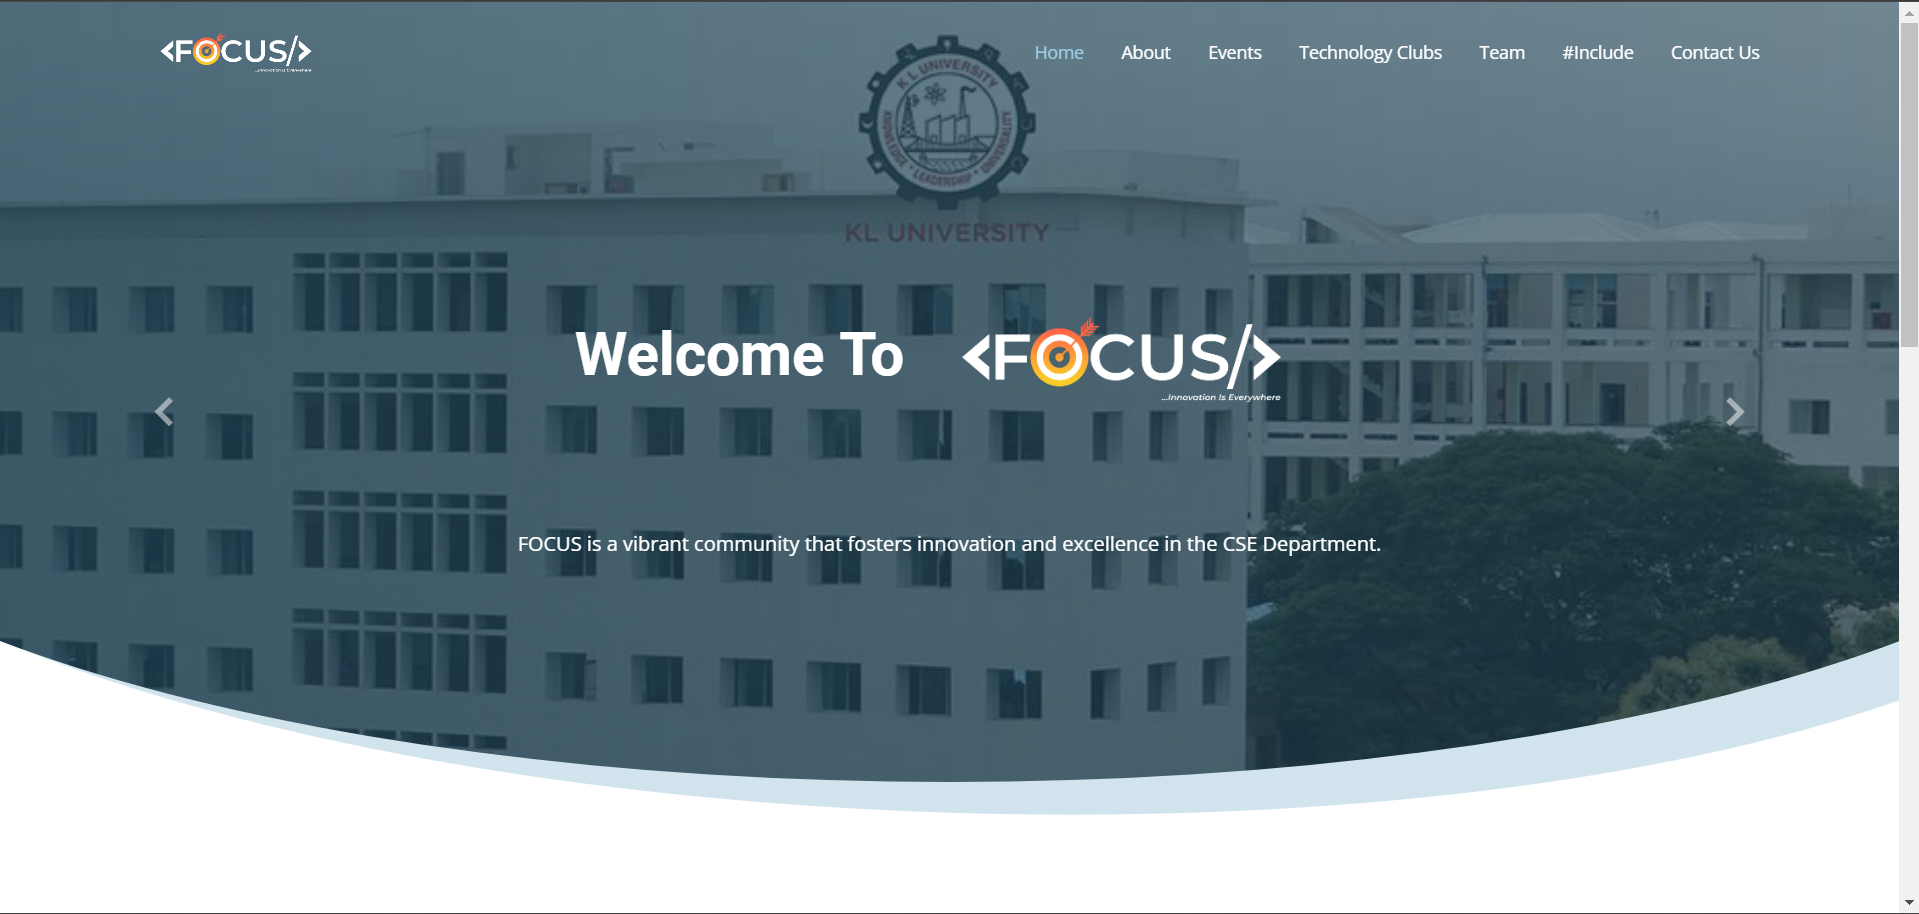 <FOCUS/>
...Innovation Is Everywhere
Home
About
Events
Technology Clubs
Team
#Include
Contact Us
K L UNIVERSITY
KNOWLEDGE • LEADERSHIP • UNIVERSALITY
KL UNIVERSITY
Welcome To
<FOCUS/>
...Innovation Is Everywhere
FOCUS is a vibrant community that fosters innovation and excellence in the CSE Department.